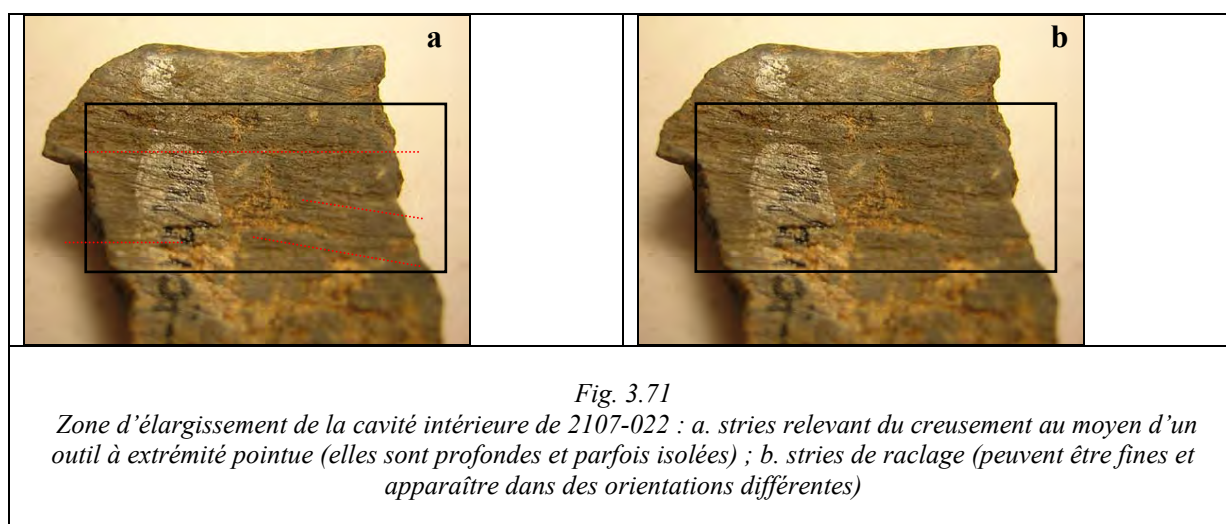 a
b
Fig. 3.71
Zone d’élargissement de la cavité intérieure de 2107-022 : a. stries relevant du creusement au moyen d’un
outil à extrémité pointue (elles sont profondes et parfois isolées) ; b. stries de raclage (peuvent être fines et
apparaître dans des orientations différentes)